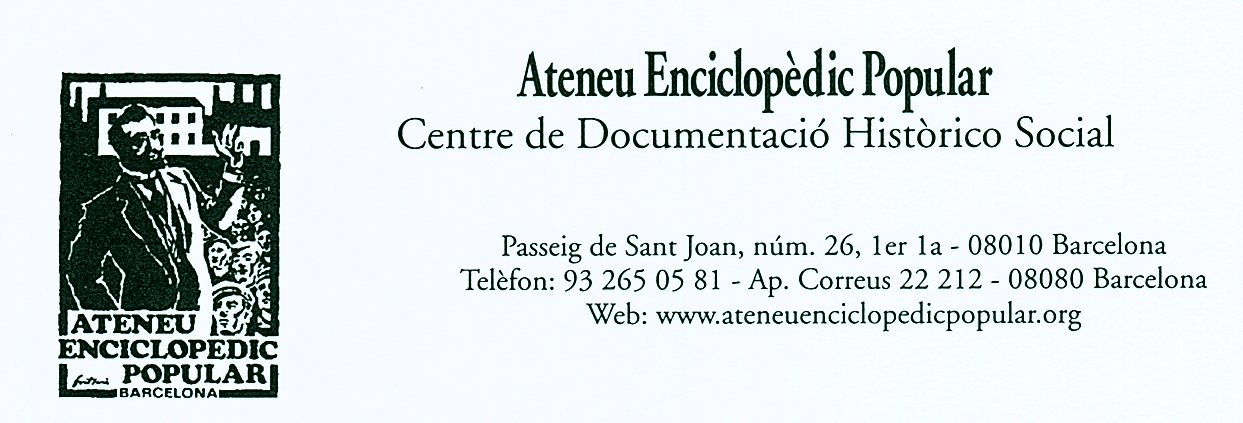 Ateneu Enciclopèdic Popular
Centre de Documentació Històrico Social
Passeig de Sant Joan, núm. 26, 1er 1a - 08010 Barcelona
Telèfon: 93 265 05 81 - Ap. Correus 22 212 - 08080 Barcelona
Web: www.ateneuenciclopedicpopular.org
ATENEU
ENCICLOPEDIC
POPULAR
BARCELONA